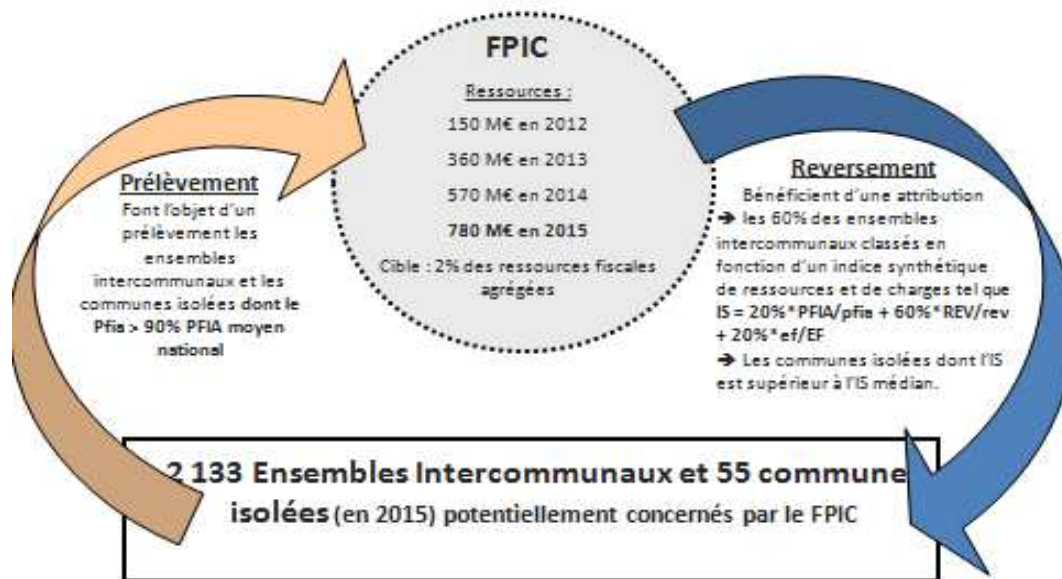 FPIC
Ressources :
150 M€ en 2012
360 M€ en 2013
570 M€ en 2014
780 M€ en 2015
Cible : 2% des ressources fiscales
agrégées
Prélèvement
Font l'objet d'un
prélèvement les
ensembles
intercommunaux et les
communes isolées dont le
Pfia > 90% PFIA moyen
national
Reversement
Bénéficient d'une attribution
➔ les 60% des ensembles
intercommunaux classés en
fonction d'un indice synthétique
de ressources et de charges tel que
IS = 20%*PFIA/pfia + 60%*REV/rev
+ 20%*ef/EF
➔ Les communes isolées dont l'IS
est supérieur à l'IS médian.
2 133 Ensembles Intercommunaux et 55 commune
isolées (en 2015) potentiellement concernés par le FPIC